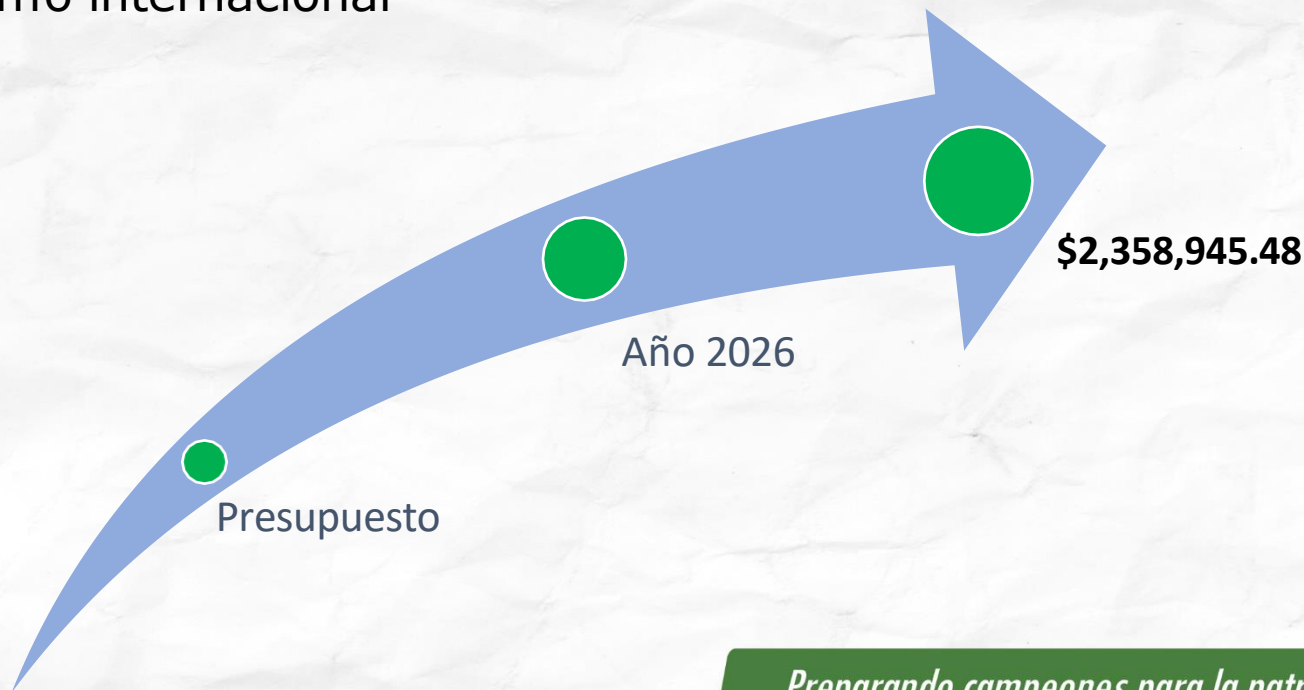 internacional
$2,358,945.48
Año 2026
Presupuesto
Preparando campeones para la